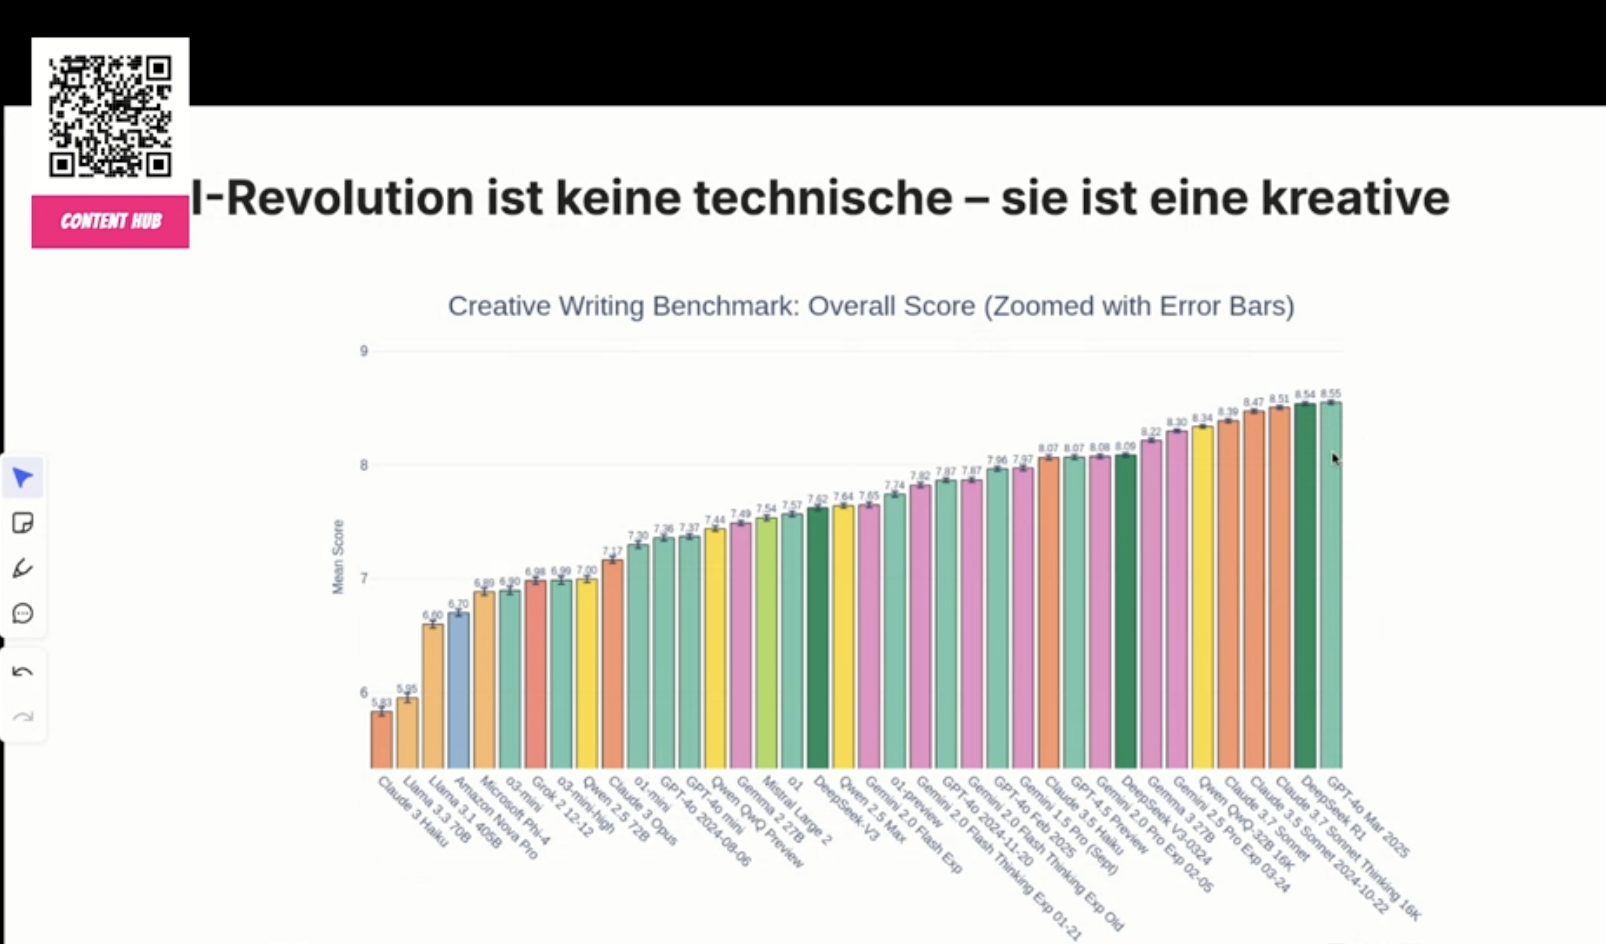 CONTENT HUB
I-Revolution ist keine technische – sie ist eine kreative
Creative Writing Benchmark: Overall Score (Zoomed with Error Bars)
Mean Score
9
8
7
6
5.83
5.95
6.60
6.70
6.89
6.90
6.98
6.99
7.00
7.17
7.30
7.36
7.37
7.44
7.49
7.54
7.57
7.62
7.64
7.65
7.74
7.82
7.87
7.87
7.96
7.97
8.07
8.07
8.08
8.09
8.22
8.30
8.34
8.39
8.47
8.51
8.54
8.55
Claude 3 Haiku
Llama 3.3 70B
Llama 3.1 405B
Amazon Nova Pro
Microsoft Phi-4
o3-mini
Grok 2 12-12
o3-mini-high
Qwen 2.5 72B
Claude 3 Opus
o1-mini
GPT-4o 2024-08-06
GPT-4o mini
Qwen QwQ Preview
Gemma 2 27B
Mistral Large 2
o1
DeepSeek-V3
Qwen 2.5 Max
Gemini 2.0 Flash Exp
o1-preview
Gemini 2.0 Flash Thinking Exp 01-21
GPT-4o 2024-11-20
Gemini 2.0 Flash Thinking Exp Old
GPT-4o Feb 2025
Gemini 1.5 Pro (Sept)
Claude 3.5 Haiku
GPT-4.5 Preview
Gemini 2.0 Pro Exp 02-05
DeepSeek V3-0324
Gemma 3 27B
Gemini 2.5 Pro Exp 03-24
Qwen QwQ-32B 16K
Claude 3.7 Sonnet
Claude 3.5 Sonnet 2024-10-22
Claude 3.7 Sonnet Thinking 16K
DeepSeek R1
GPT-4o Mar 2025